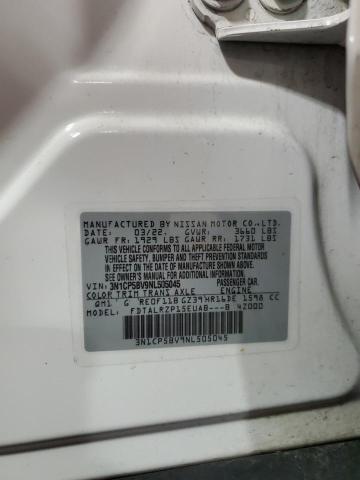 MANUFACTURED BY NISSAN MOTOR CO., LTD.
DATE: 03/22. GVWR: 3660 LBS
GAWR FR: 1929 LBS GAWR RR: 1731 LBS
THIS VEHICLE CONFORMS TO ALL APPLICABLE FEDERAL MOTOR
VEHICLE SAFETY, BUMPER AND THEFT PREVENTION STANDARDS
IN EFFECT ON THE DATE OF MANUFACTURE SHOWN ABOVE.
SEE OWNERS MANUAL FOR ADDITIONAL INFORMATION.
VIN: 3N1CP5BV9NL505045 PASSENGER CAR.
COLOR TRIM TRANS AXLE ENGINE
QM1 G RE0F11B GZ39 HR16DE 1598 CC
MODEL: FDTALRZP15EUAB---B 42000
3N1CP5BV9NL505045